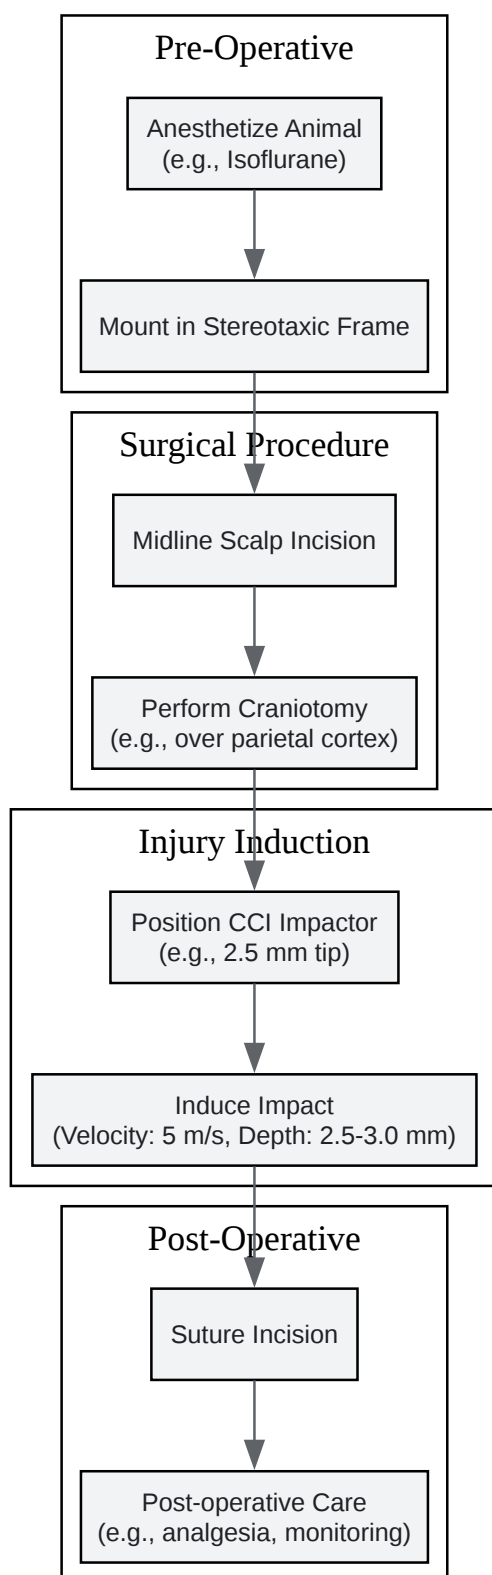 Pre-Operative
Anesthetize Animal
(e.g., Isoflurane)
Mount in Stereotaxic Frame
Surgical Procedure
Midline Scalp Incision
Perform Craniotomy
(e.g., over parietal cortex)
Injury Induction
Position CCI Impactor
(e.g., 2.5 mm tip)
Induce Impact
(Velocity: 5 m/s, Depth: 2.5-3.0 mm)
Post-Operative
Suture Incision
Post-operative Care
(e.g., analgesia, monitoring)